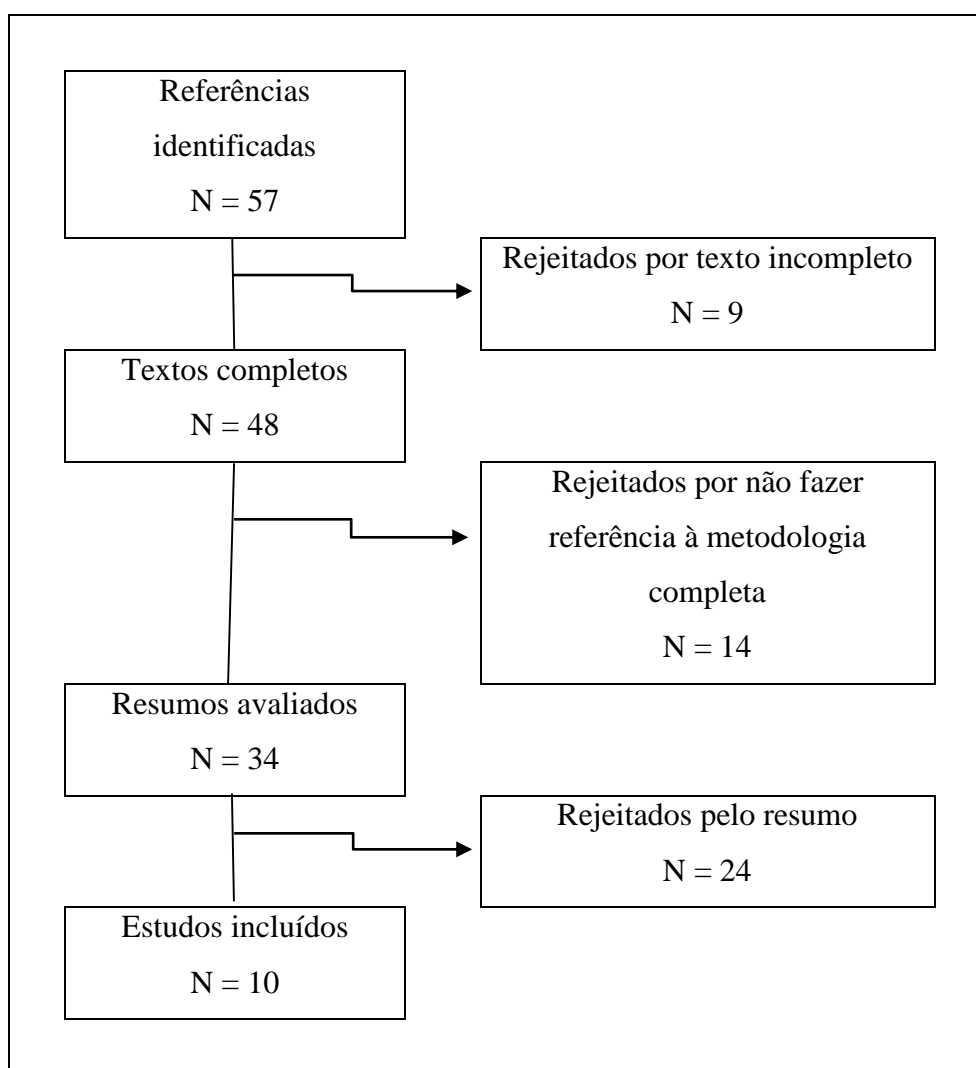 Referências
identificadas
N = 57
Rejeitados por texto incompleto
N = 9
Textos completos
N = 48
Rejeitados por não fazer
referência à metodologia
completa
N = 14
Resumos avaliados
N = 34
Rejeitados pelo resumo
N = 24
Estudos incluídos
N = 10